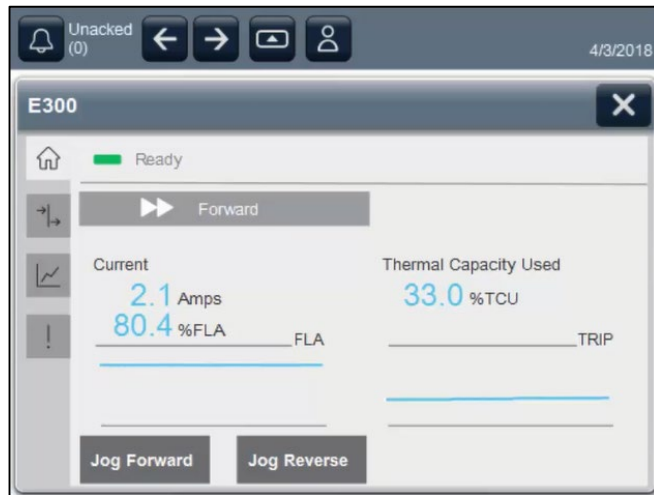 Unacked
(0)
4/3/2018
E300
Ready
Forward
Current
2.1 Amps
80.4 %FLA
FLA
Thermal Capacity Used
33.0 %TCU
TRIP
Jog Forward
Jog Reverse